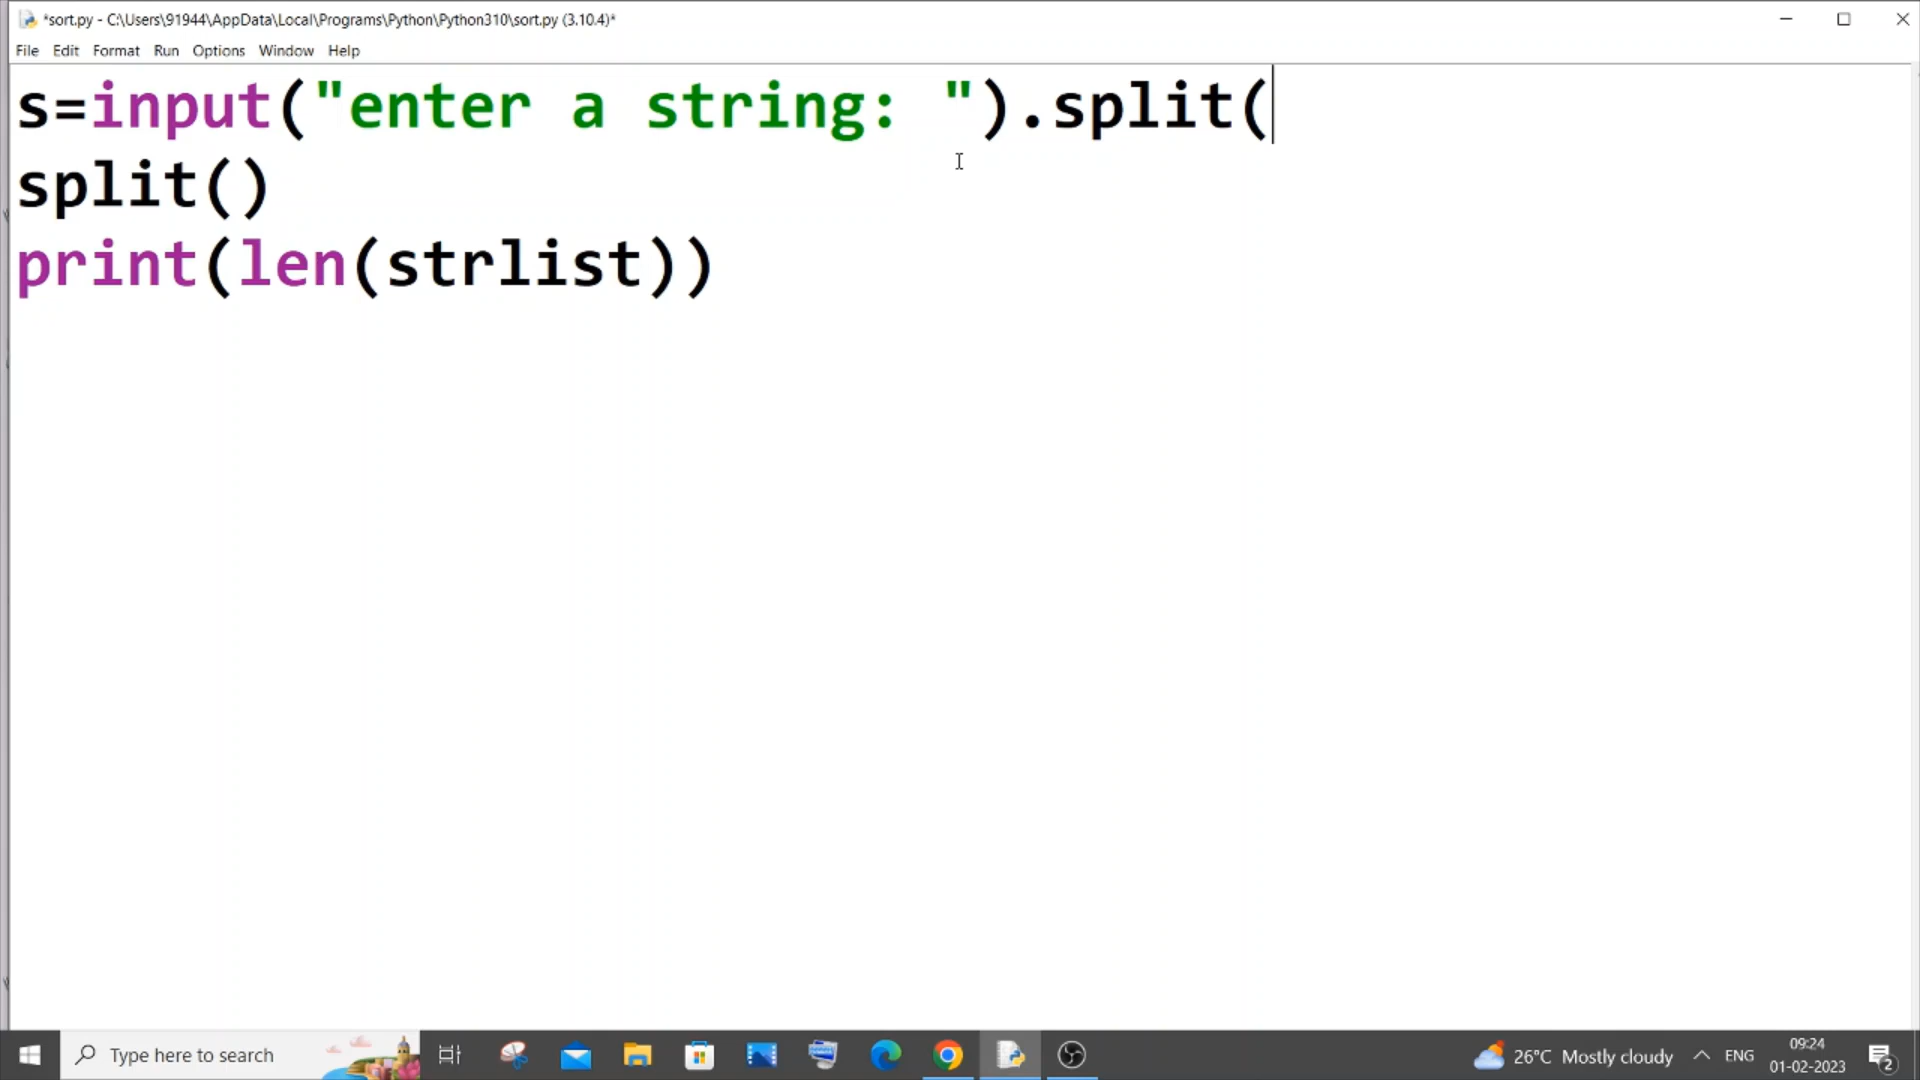 *sort.py - C:\Users\91944\AppData\Local\Programs\Python\Python310\sort.py (3.10.4)*
File Edit Format Run Options Window Help
s=input("enter a string: ").split(
split()
print(len(strlist))
Type here to search
26°C Mostly cloudy
ENG
09:24
01-02-2023
2